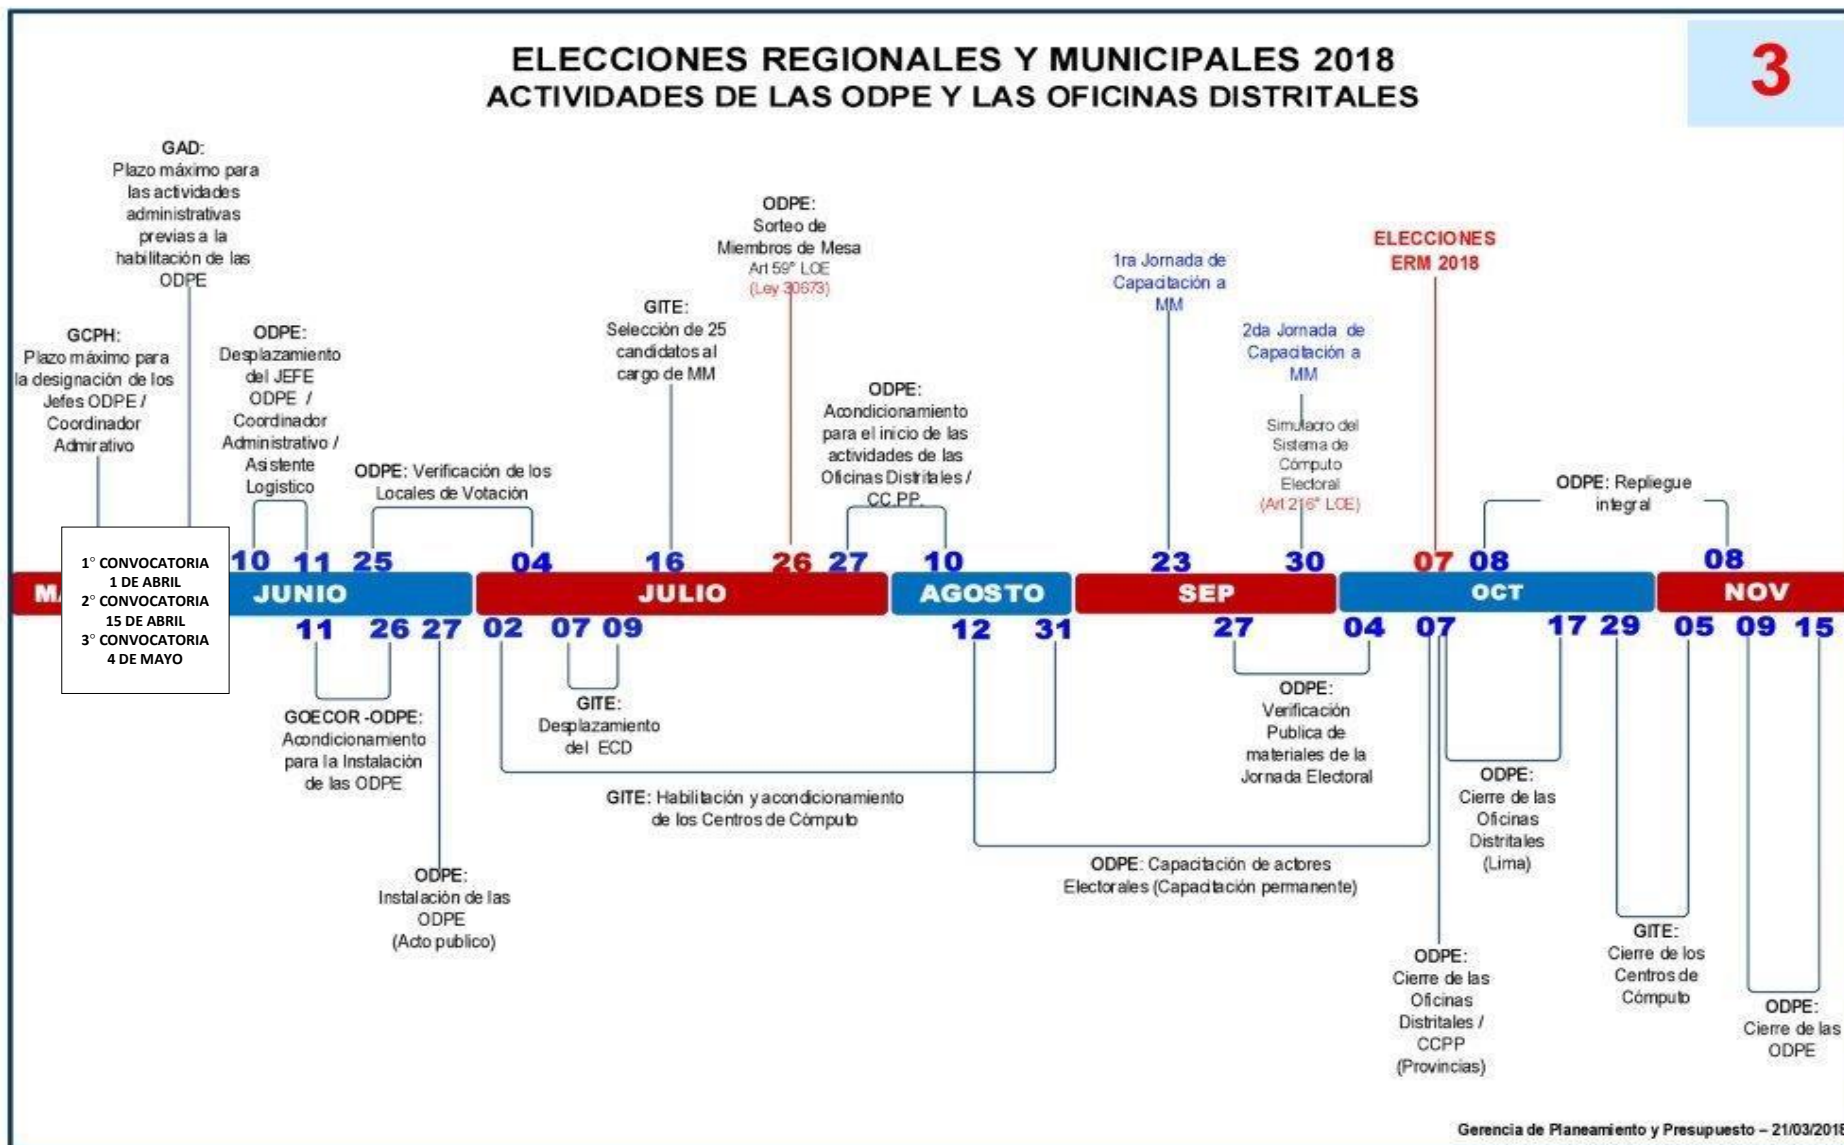 ELECCIONES REGIONALES Y MUNICIPALES 2018
ACTIVIDADES DE LAS ODPE Y LAS OFICINAS DISTRITALES
3
GAD:
Plazo máximo para
las actividades
administrativas
previas a la
habilitación de las
ODPE
GCPH:
Plazo máximo para
la designación de los
Jefes ODPE /
Coordinador
Admirativo
ODPE:
Desplazamiento
del JEFE
ODPE /
Coordinador
Administrativo /
Asistente
Logistico
ODPE: Verificación de los
Locales de Votación
GITE:
Selección de 25
candidatos al
cargo de MM
ODPE:
Sorteo de
Miembros de Mesa
Art 59° LOE
(Ley 30673)
ODPE:
Acondicionamiento
para el inicio de las
actividades de las
Oficinas Distritales /
CC.PP.
1ra Jornada de
Capacitación a
MM
2da Jornada de
Capacitación a
MM
Simulacro del
Sistema de
Cómputo
Electoral
(Art 216° LOE)
ELECCIONES
ERM 2018
ODPE: Repliegue
integral
10 11 25 04 16 26 27 10 23 30 07 08 08
1° CONVOCATORIA
1 DE ABRIL
2° CONVOCATORIA
15 DE ABRIL
3° CONVOCATORIA
4 DE MAYO
JUNIO JULIO AGOSTO SEP OCT NOV
11 26 27 02 07 09 12 31 27 04 07 17 29 05 09 15
GOECOR -ODPE:
Acondicionamiento
para la Instalación
de las ODPE
ODPE:
Instalación de las
ODPE
(Acto publico)
GITE:
Desplazamiento
del ECD
GITE: Habilitación y acondicionamiento
de los Centros de Cómputo
ODPE: Capacitación de actores
Electorales (Capacitación permanente)
ODPE:
Verificación
Publica de
materiales de la
Jornada Electoral
ODPE:
Cierre de las
Oficinas
Distritales
(Lima)
ODPE:
Cierre de las
Oficinas
Distritales /
CCPP
(Provincias)
GITE:
Cierre de los
Centros de
Cómputo
ODPE:
Cierre de las
ODPE
Gerencia de Planeamiento y Presupuesto – 21/03/2018